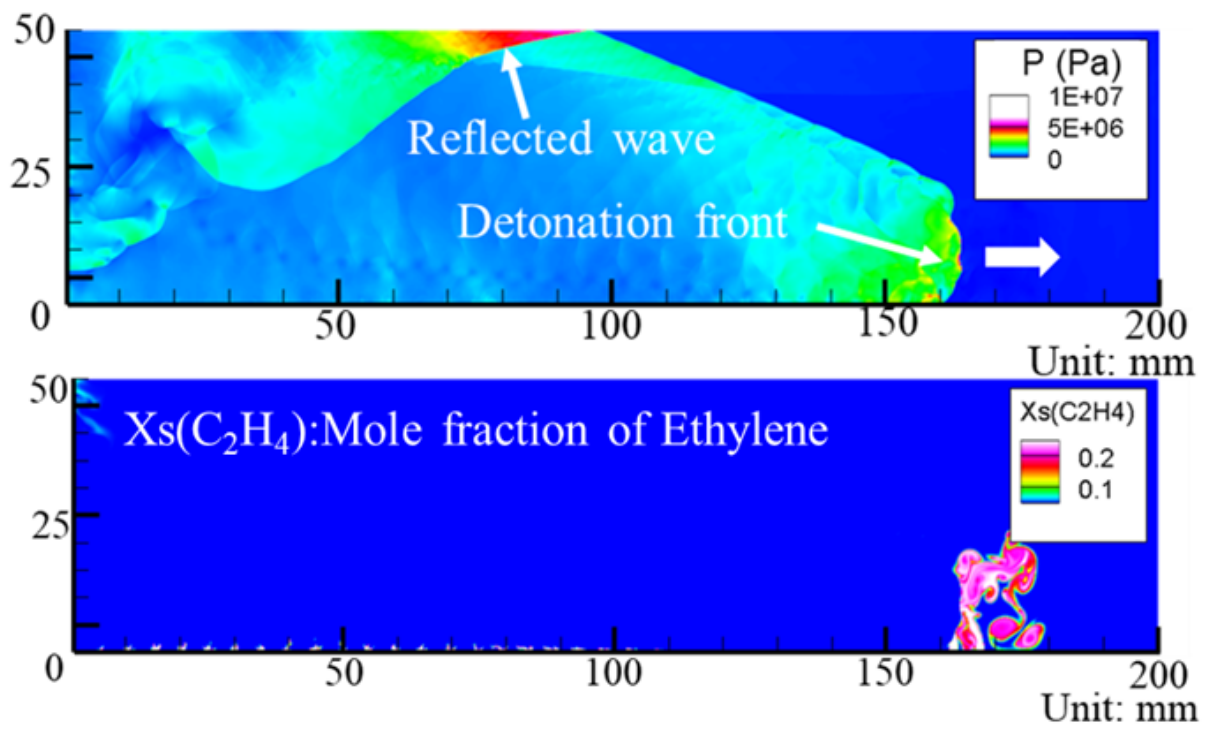 50
25
0
P (Pa)
1E+07
5E+06
0
Reflected wave
Detonation front
50
100
150
200
Unit: mm
50
25
0
Xs(C₂H₄):Mole fraction of Ethylene
Xs(C2H4)
0.2
0.1
50
100
150
200
Unit: mm